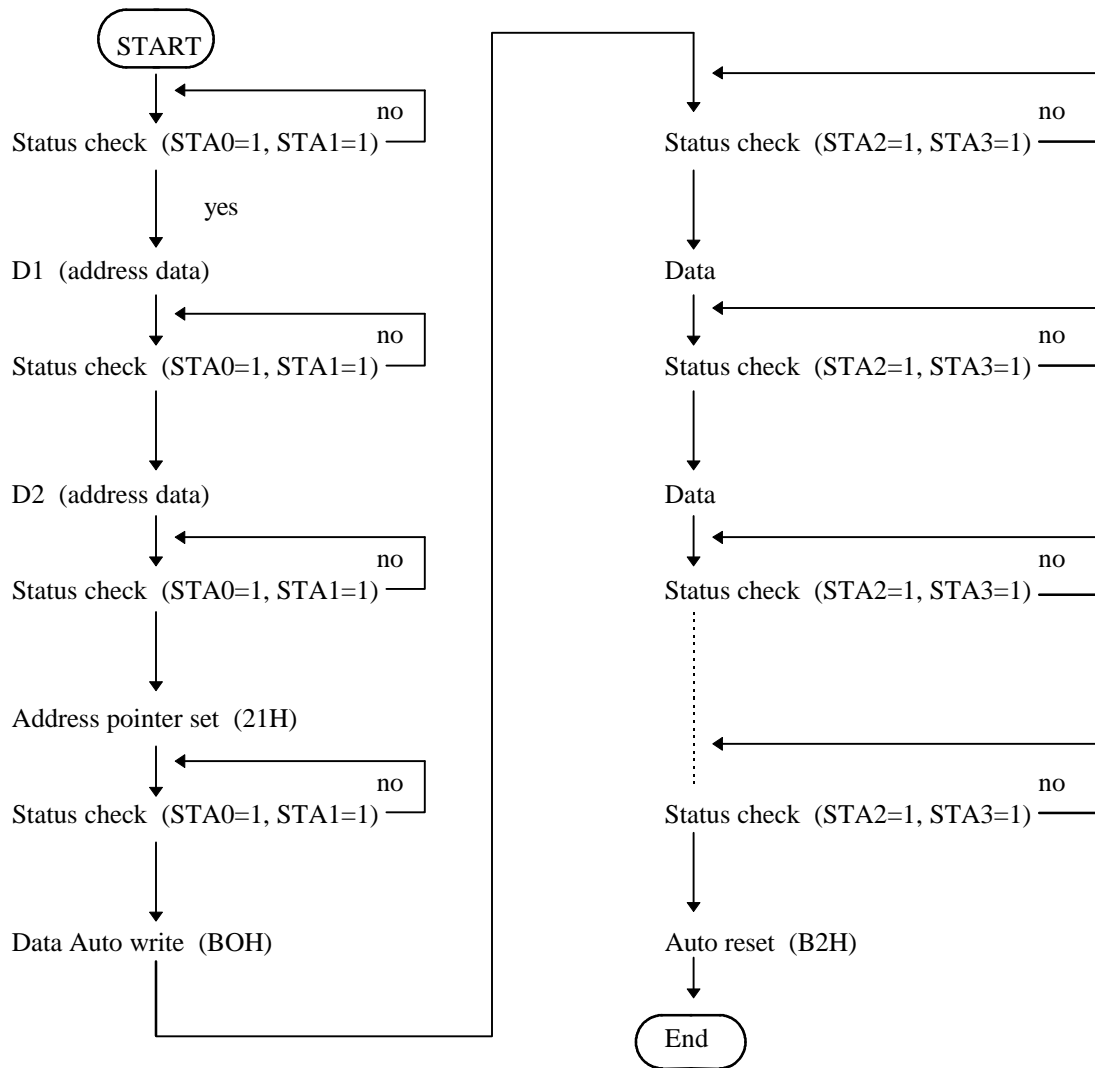 START
no
Status check (STA0=1, STA1=1)
yes
D1 (address data)
no
Status check (STA0=1, STA1=1)
D2 (address data)
no
Status check (STA0=1, STA1=1)
Address pointer set (21H)
no
Status check (STA0=1, STA1=1)
Data Auto write (BOH)
no
Status check (STA2=1, STA3=1)
Data
no
Status check (STA2=1, STA3=1)
Data
no
Status check (STA2=1, STA3=1)
no
Status check (STA2=1, STA3=1)
Auto reset (B2H)
End